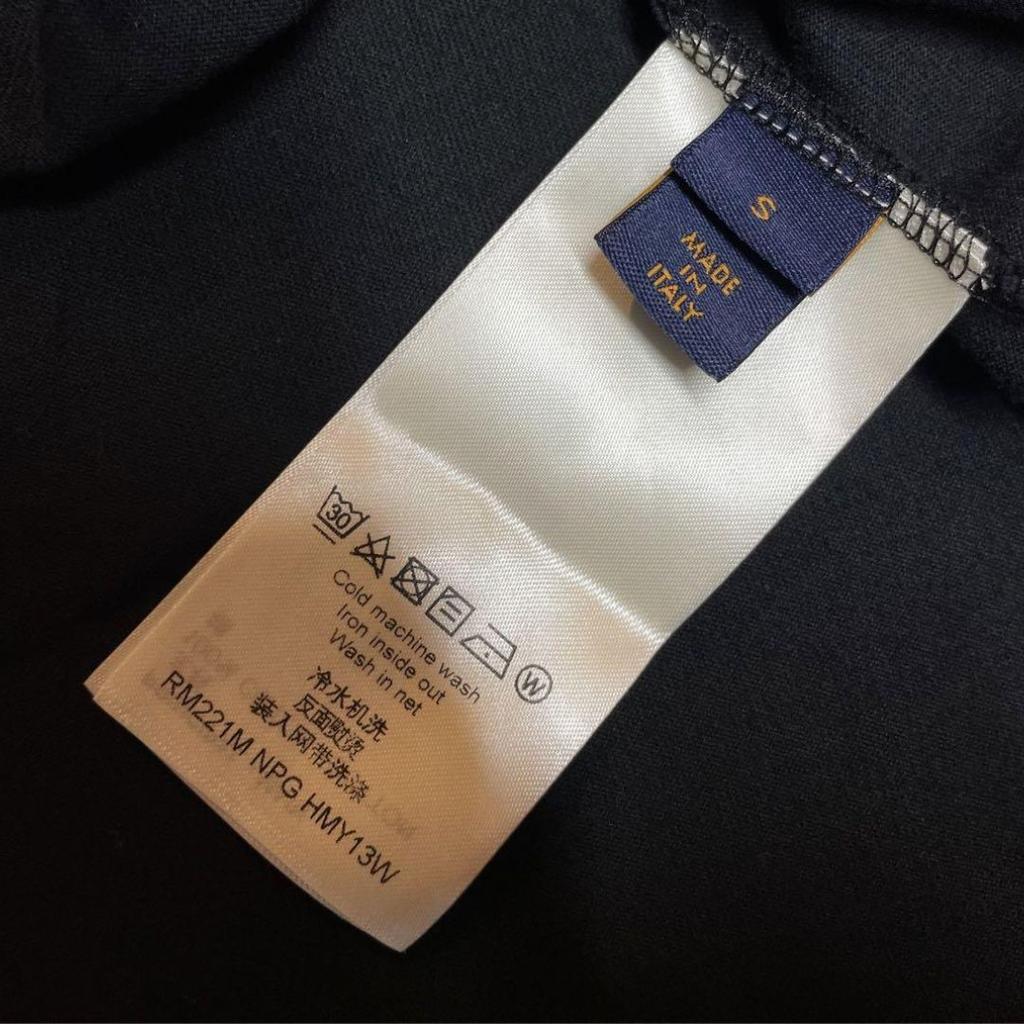 S
MADE
IN
ITALY
30
W
Cold machine wash
Iron inside out
Wash in net
冷水机洗
反面熨烫
装入网带洗涤
RM221M NPG HMY13W